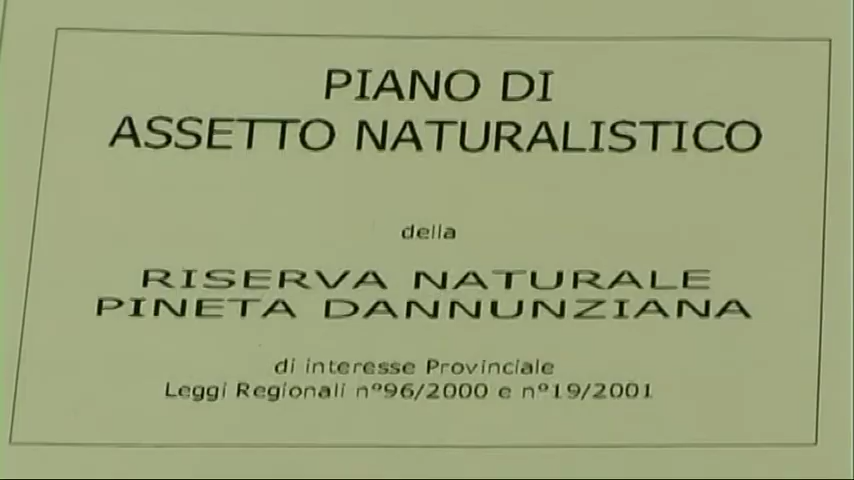 PIANO DI
ASSETTO NATURALISTICO
della
RISERVA NATURALE
PINETA DANNUNZIANA
di interesse Provinciale
Leggi Regionali n°96/2000 e n°19/2001